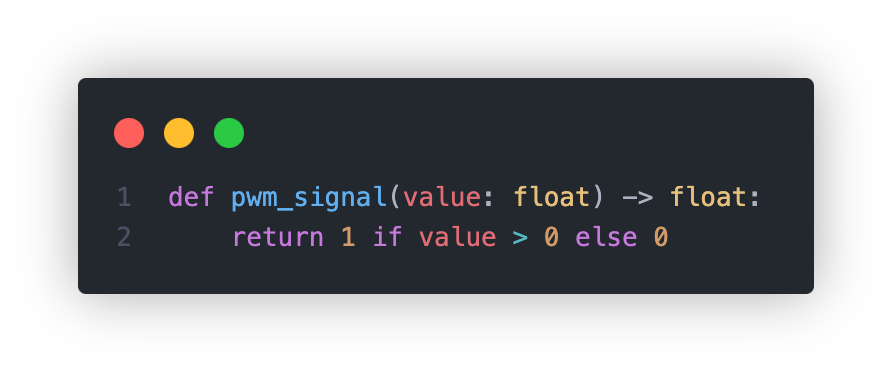 1 def pwm_signal(value: float) -> float:
2     return 1 if value > 0 else 0